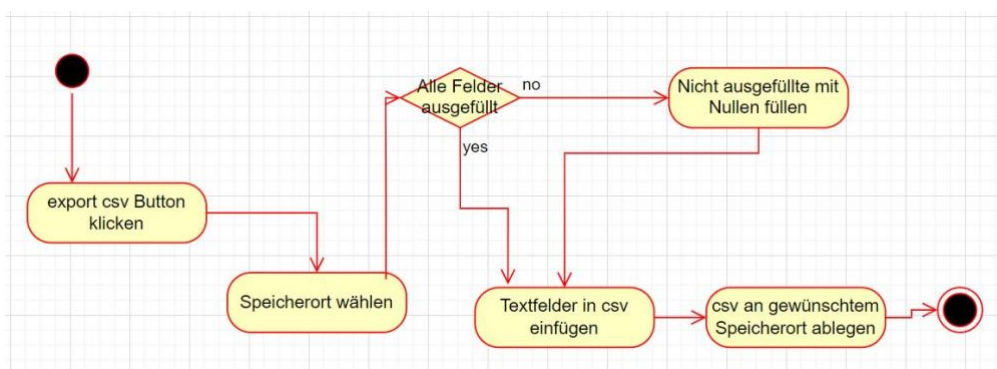 Alle Felder
ausgefüllt
no
Nicht ausgefüllte mit
Nullen füllen
yes
export csv Button
klicken
Speicherort wählen
Textfelder in csv
einfügen
csv an gewünschtem
Speicherort ablegen